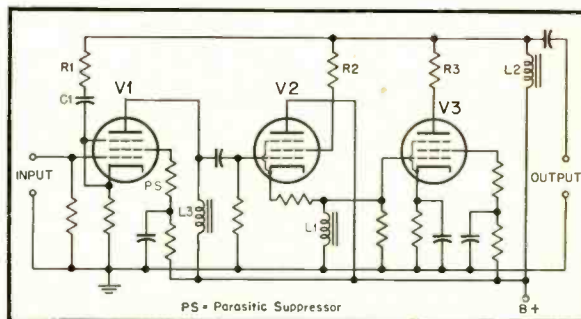 R1
C1
V1
V2
R2
R3
V3
L2
INPUT
PS
L3
L1
OUTPUT
B+
PS = Parasitic Suppressor